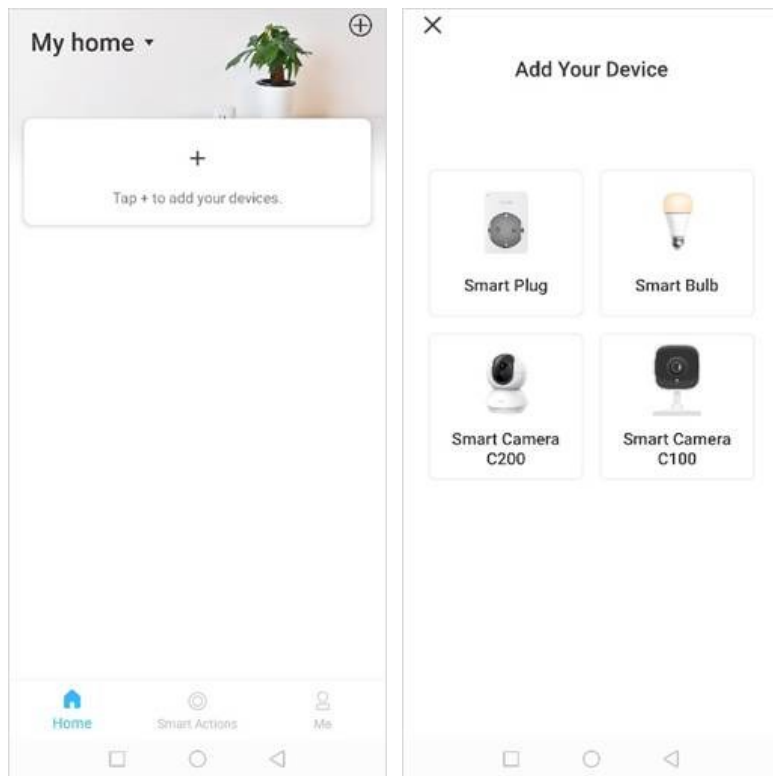 My home
+
Tap + to add your devices.
Home
Smart Actions
Me
Add Your Device
Smart Plug
Smart Bulb
Smart Camera
C200
Smart Camera
C100